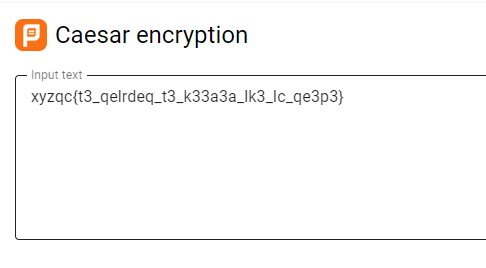 Caesar encryption
Input text
xyzqc{t3_qelrdeq_t3_k33a3a_lk3_lc_qe3p3}